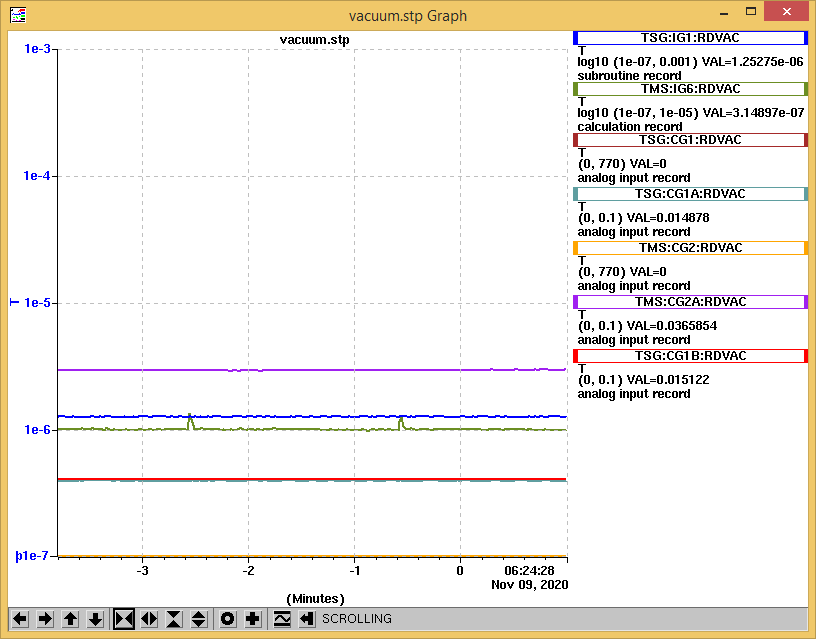 vacuum.stp Graph
vacuum.stp
1e-3
1e-4
T 1e-5
1e-6
1e-7
-3
-2
-1
0
06:24:28
Nov 09, 2020
(Minutes)
TSG:IG1:RDVAC
T
log10 (1e-07, 0.001) VAL=1.25275e-06
subroutine record
TMS:IG6:RDVAC
T
log10 (1e-07, 1e-05) VAL=3.14897e-07
calculation record
TSG:CG1:RDVAC
T
(0, 770) VAL=0
analog input record
TSG:CG1A:RDVAC
T
(0, 0.1) VAL=0.014878
analog input record
TMS:CG2:RDVAC
T
(0, 770) VAL=0
analog input record
TMS:CG2A:RDVAC
T
(0, 0.1) VAL=0.0365854
analog input record
TSG:CG1B:RDVAC
T
(0, 0.1) VAL=0.015122
analog input record
SCROLLING